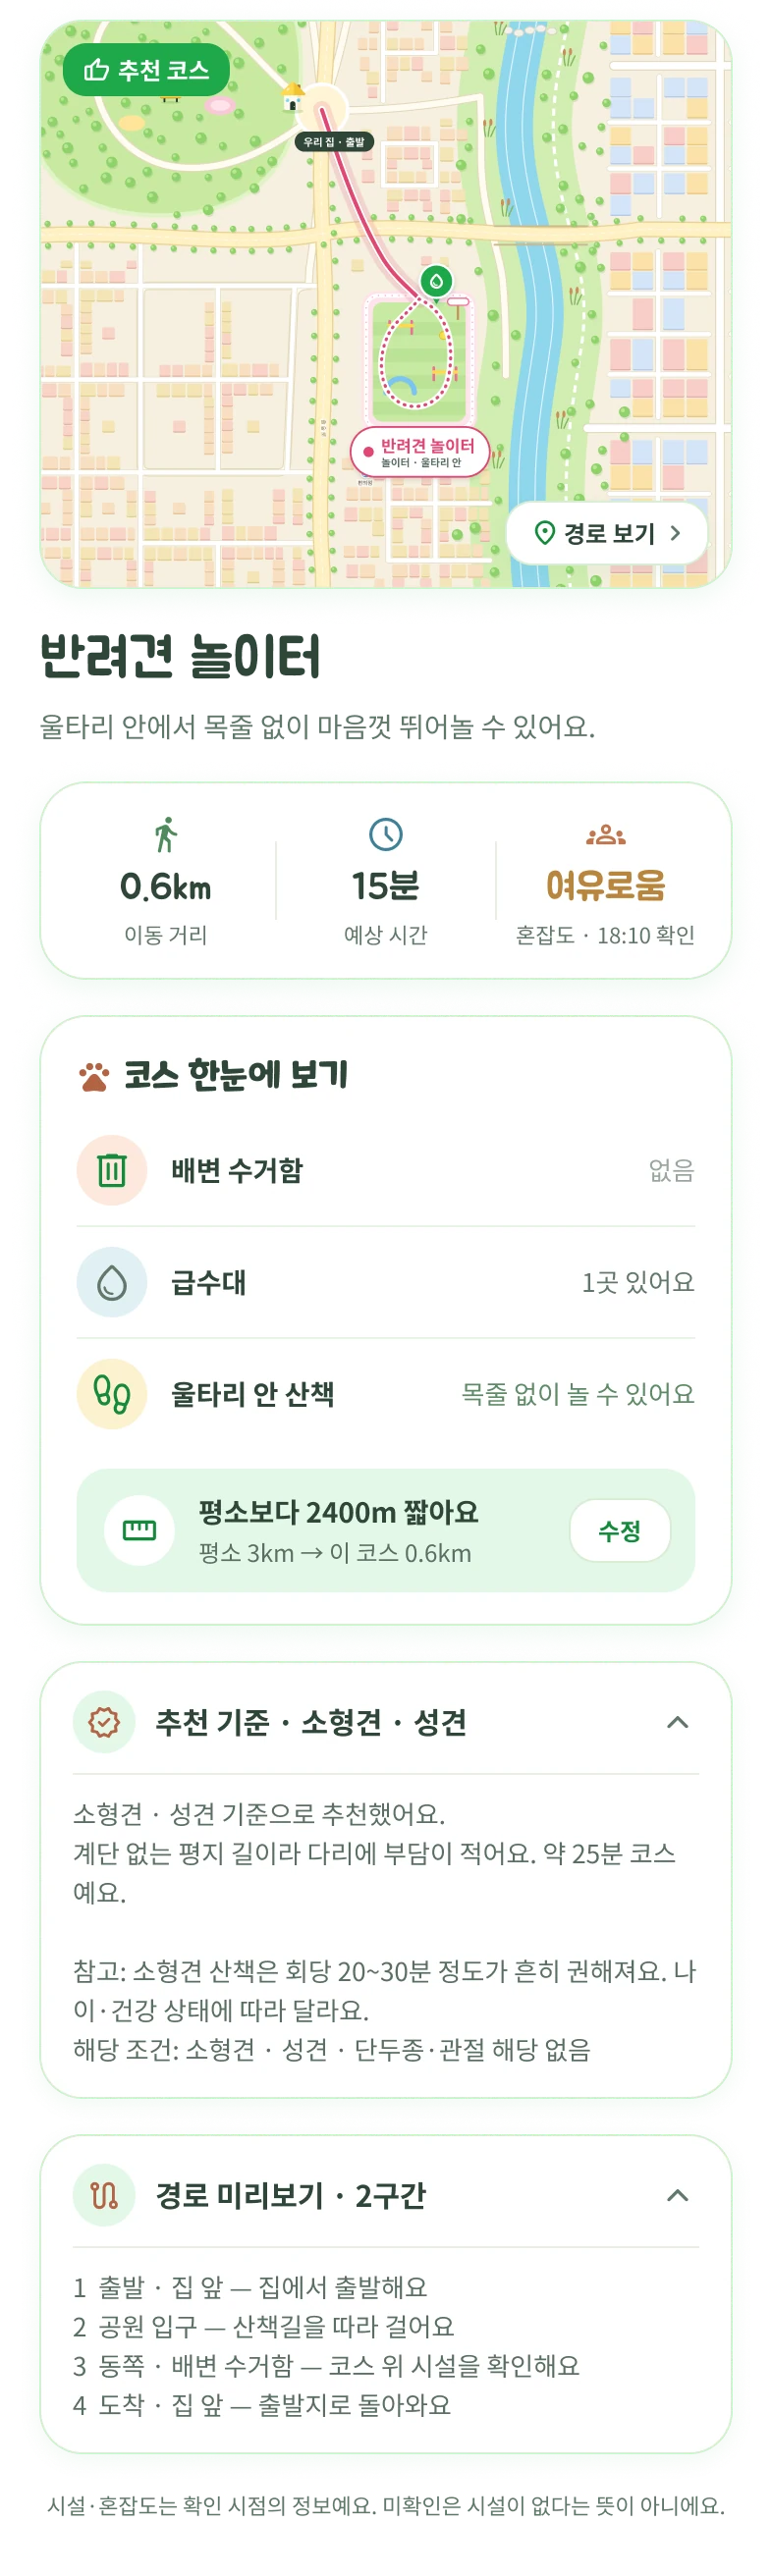 추천 코스
우리 집 · 출발
반려견 놀이터
놀이터 · 울타리 안
경로 보기
반려견 놀이터
울타리 안에서 목줄 없이 마음껏 뛰어놀 수 있어요.
0.6km
이동 거리
15분
예상 시간
여유로움
혼잡도 · 18:10 확인
코스 한눈에 보기
배변 수거함
없음
급수대
1곳 있어요
울타리 안 산책
목줄 없이 놀 수 있어요
평소보다 2400m 짧아요
평소 3km → 이 코스 0.6km
수정
추천 기준 · 소형견 · 성견
소형견 · 성견 기준으로 추천했어요.
계단 없는 평지 길이라 다리에 부담이 적어요. 약 25분 코스
예요.
참고: 소형견 산책은 회당 20~30분 정도가 흔히 권해져요. 나
이·건강 상태에 따라 달라요.
해당 조건: 소형견 · 성견 · 단두종·관절 해당 없음
경로 미리보기 · 2구간
1 출발 · 집 앞 — 집에서 출발해요
2 공원 입구 — 산책길을 따라 걸어요
3 동쪽 · 배변 수거함 — 코스 위 시설을 확인해요
4 도착 · 집 앞 — 출발지로 돌아와요
시설·혼잡도는 확인 시점의 정보예요. 미확인은 시설이 없다는 뜻이 아니에요.